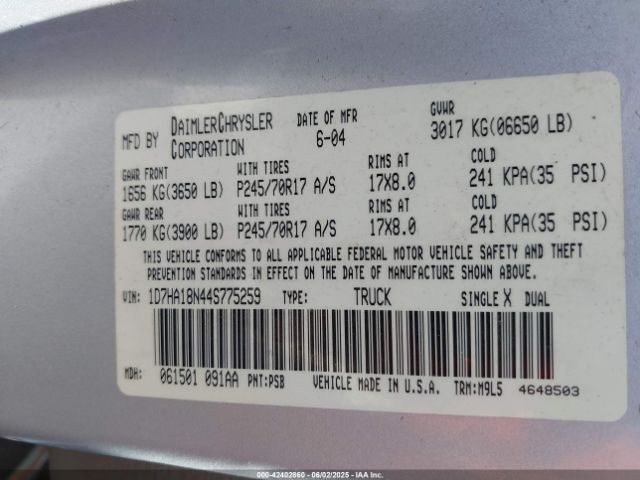 MFD BY DAIMLERCHRYSLER CORPORATION DATE OF MFR 6-04 GVWR 3017 KG(06650 LB)
GAWR FRONT WITH TIRES RIMS AT COLD
1656 KG(3650 LB) P245/70R17 A/S 17X8.0 241 KPA(35 PSI)
GAWR REAR WITH TIRES RIMS AT COLD
1770 KG(3900 LB) P245/70R17 A/S 17X8.0 241 KPA(35 PSI)
THIS VEHICLE CONFORMS TO ALL APPLICABLE FEDERAL MOTOR VEHICLE SAFETY AND THEFT
PREVENTION STANDARDS IN EFFECT ON THE DATE OF MANUFACTURE SHOWN ABOVE.
VIN: 1D7HA18N44S775259 TYPE: TRUCK SINGLE X DUAL
MDH: 061501 091AA PNT:PSB VEHICLE MADE IN U.S.A. TRN:M9L5 4648503
000-42402860 - 06/02/2025 - IAAI.com